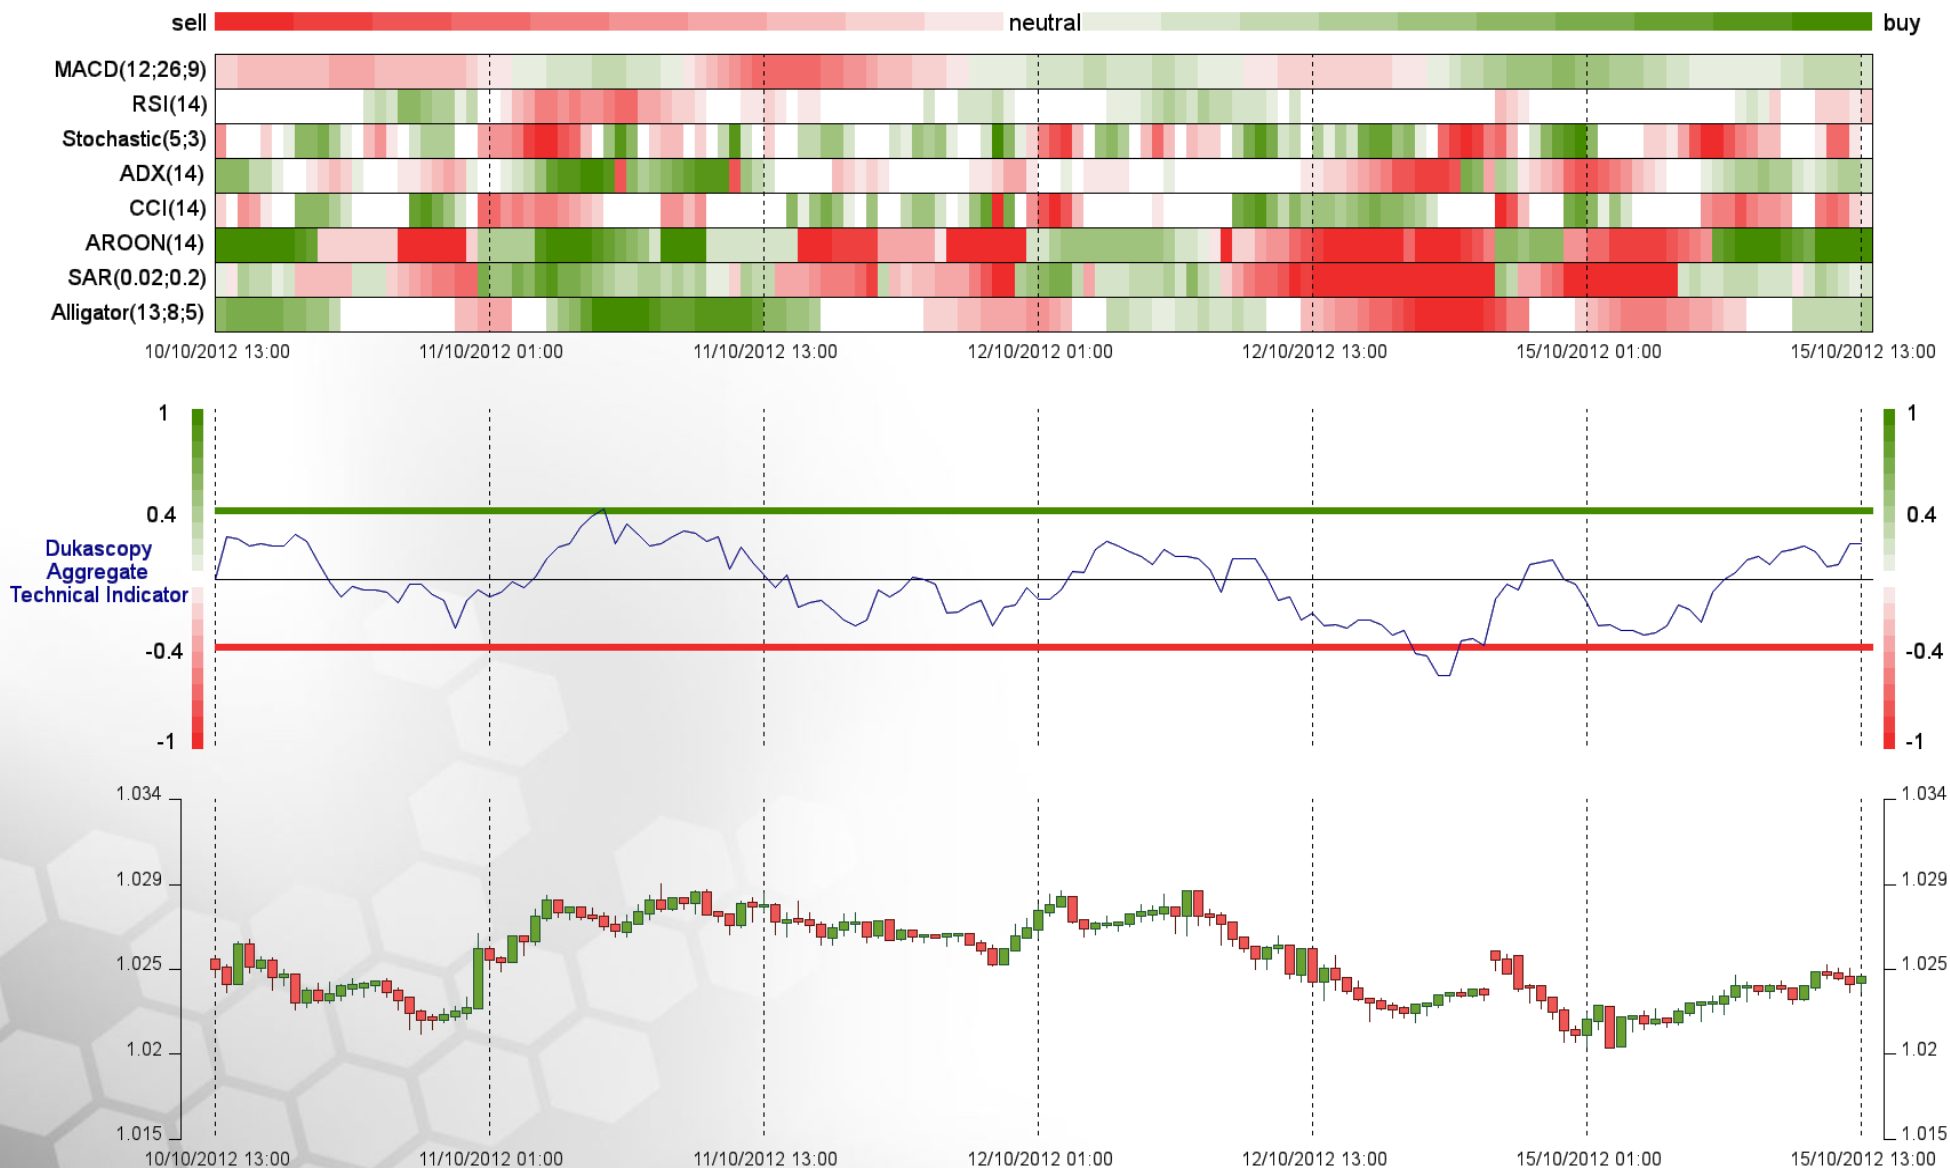 sell neutral buy
MACD(12;26;9)
RSI(14)
Stochastic(5;3)
ADX(14)
CCI(14)
AROON(14)
SAR(0.02;0.2)
Alligator(13;8;5)
10/10/2012 13:00 11/10/2012 01:00 11/10/2012 13:00 12/10/2012 01:00 12/10/2012 13:00 15/10/2012 01:00 15/10/2012 13:00
1 1
0.4 0.4
Dukascopy
Aggregate
Technical Indicator
-0.4 -0.4
-1 -1
1.034 1.034
1.029 1.029
1.025 1.025
1.02 1.02
1.015 1.015
10/10/2012 13:00 11/10/2012 01:00 11/10/2012 13:00 12/10/2012 01:00 12/10/2012 13:00 15/10/2012 01:00 15/10/2012 13:00